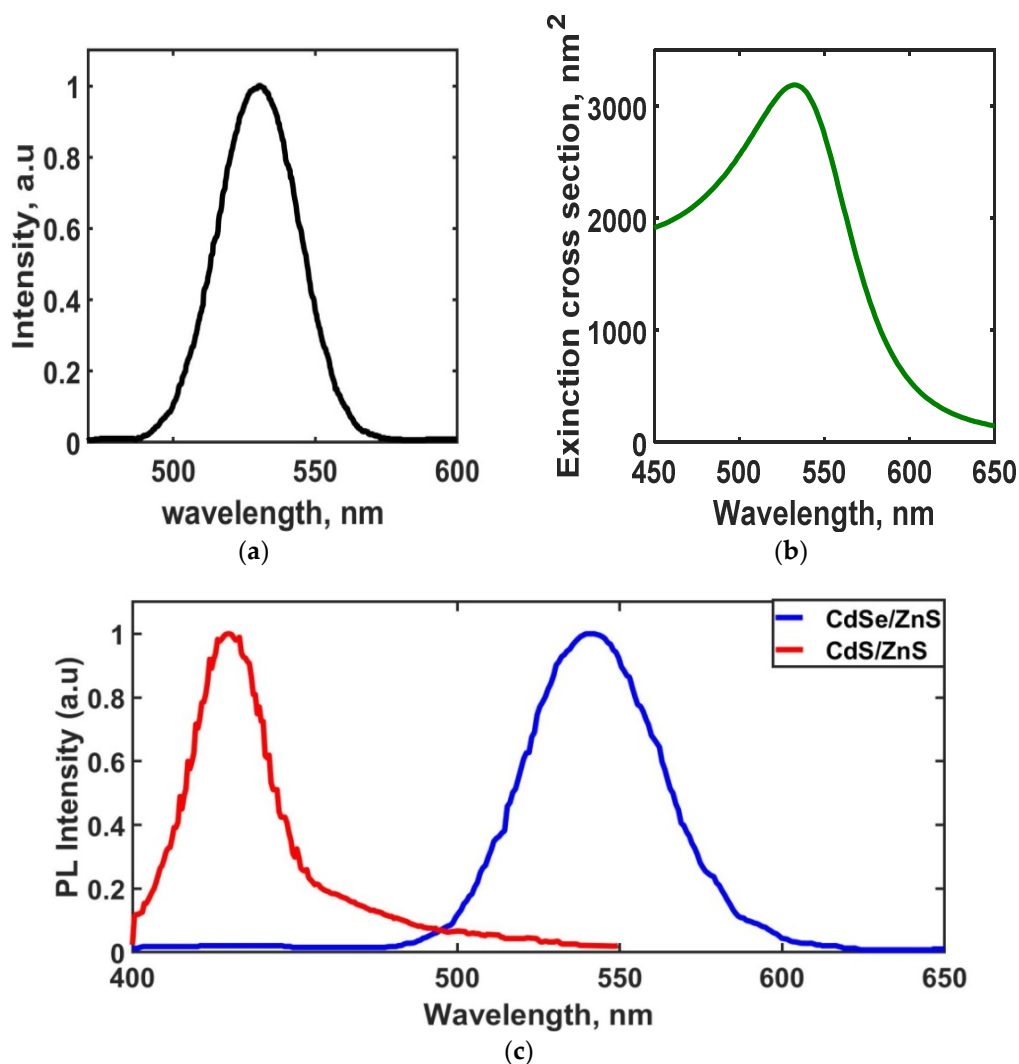 Intensity, a.u
1
0.8
0.6
0.4
0.2
0
500
550
600
wavelength, nm
(a)
Exinction cross section, nm2
3000
2000
1000
0
450
500
550
600
650
Wavelength, nm
(b)
PL Intensity (a.u)
1
0.8
0.6
0.4
0.2
0
CdSe/ZnS
CdS/ZnS
400
500
550
600
650
Wavelength, nm
(c)